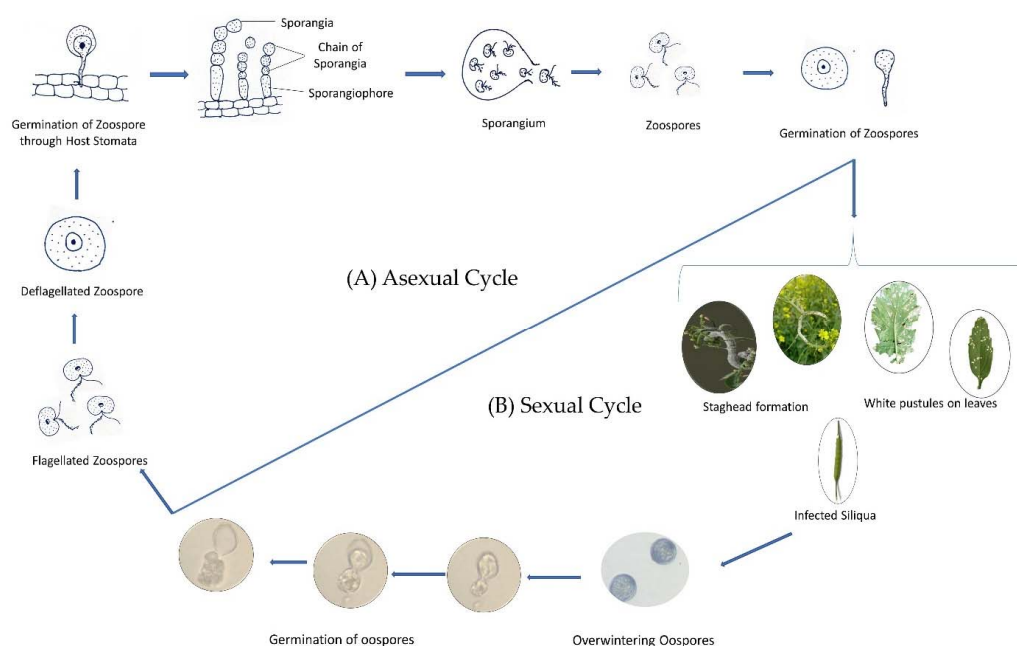 Sporangia
Chain of
Sporangia
Sporangiophore
Germination of Zoospore
through Host Stomata
Sporangium
Zoospores
Germination of Zoospores
Deflagellated Zoospore
(A) Asexual Cycle
(B) Sexual Cycle
Staghead formation
White pustules on leaves
Flagellated Zoospores
Infected Siliqua
Germination of oospores
Overwintering Oospores